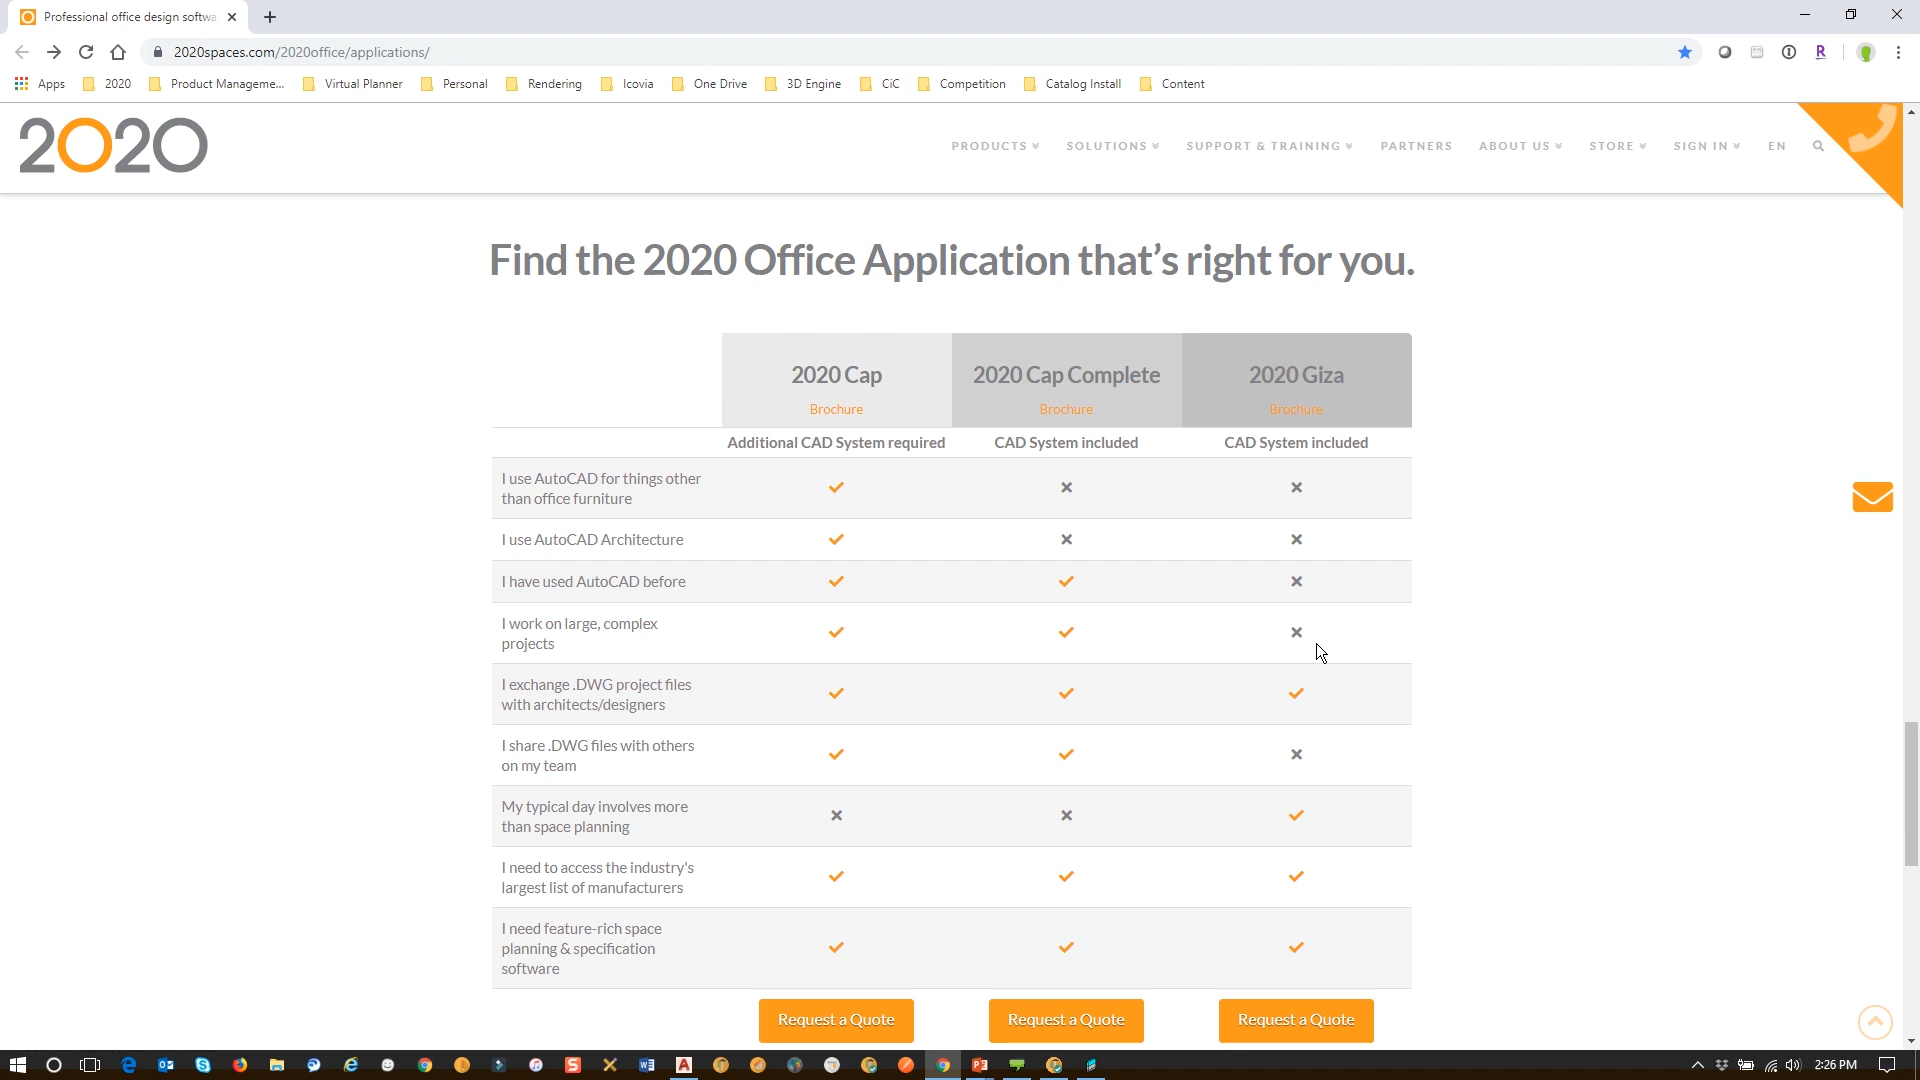 Professional office design softwa
2020spaces.com/2020office/applications/
Apps 2020 Product Manageme... Virtual Planner Personal Rendering Icovia One Drive 3D Engine CiC Competition Catalog Install Content
2020
PRODUCTS SOLUTIONS SUPPORT & TRAINING PARTNERS ABOUT US STORE SIGN IN EN
Find the 2020 Office Application that’s right for you.
2020 Cap 2020 Cap Complete 2020 Giza
Brochure Brochure Brochure
Additional CAD System required CAD System included CAD System included
I use AutoCAD for things other
than office furniture
I use AutoCAD Architecture
I have used AutoCAD before
I work on large, complex
projects
I exchange .DWG project files
with architects/designers
I share .DWG files with others
on my team
My typical day involves more
than space planning
I need to access the industry's
largest list of manufacturers
I need feature-rich space
planning & specification
software
Request a Quote Request a Quote Request a Quote
2:26 PM